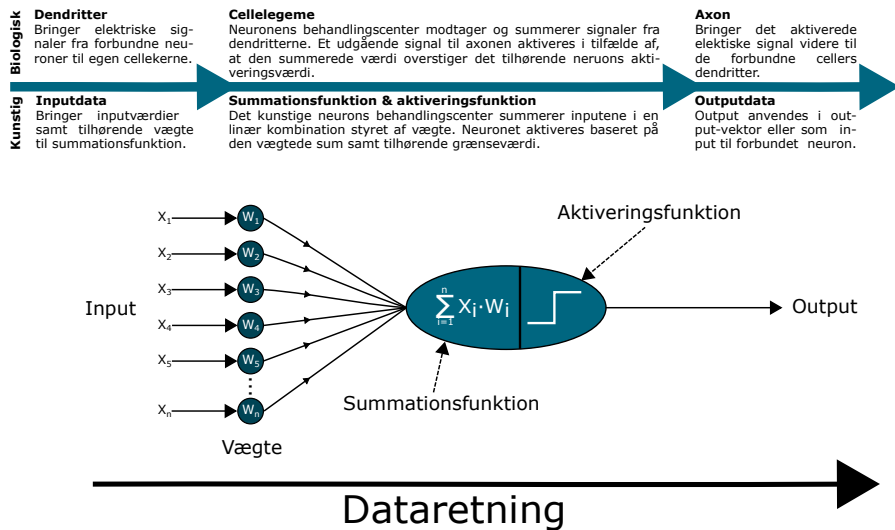 Biologisk
Dendritter
Bringer elektriske sig-
naler fra forbundne neu-
roner til egen cellekerne.
Cellelegeme
Neuronens behandlingscenter modtager og summerer signaler fra
dendritterne. Et udgående signal til axonen aktiveres i tilfælde af,
at den summerede værdi overstiger det tilhørende neruons akti-
veringsværdi.
Axon
Bringer det aktiverede
elektiske signal videre til
de forbundne cellers
dendritter.
Kunstig
Inputdata
Bringer inputværdier
samt tilhørende vægte
til summationsfunktion.
Summationsfunktion & aktiveringsfunktion
Det kunstige neurons behandlingscenter summerer inputene i en
linær kombination styret af vægte. Neuronet aktiveres baseret på
den vægtede sum samt tilhørende grænseværdi.
Outputdata
Output anvendes i out-
put-vektor eller som in-
put til forbundet neuron.
Aktiveringsfunktion
X₁ W₁
X₂ W₂
X₃ W₃
X₄ W₄
X₅ W₅
Xₙ Wₙ
Input
n
∑ Xᵢ·Wᵢ
i=1
Output
Summationsfunktion
Vægte
Dataretning